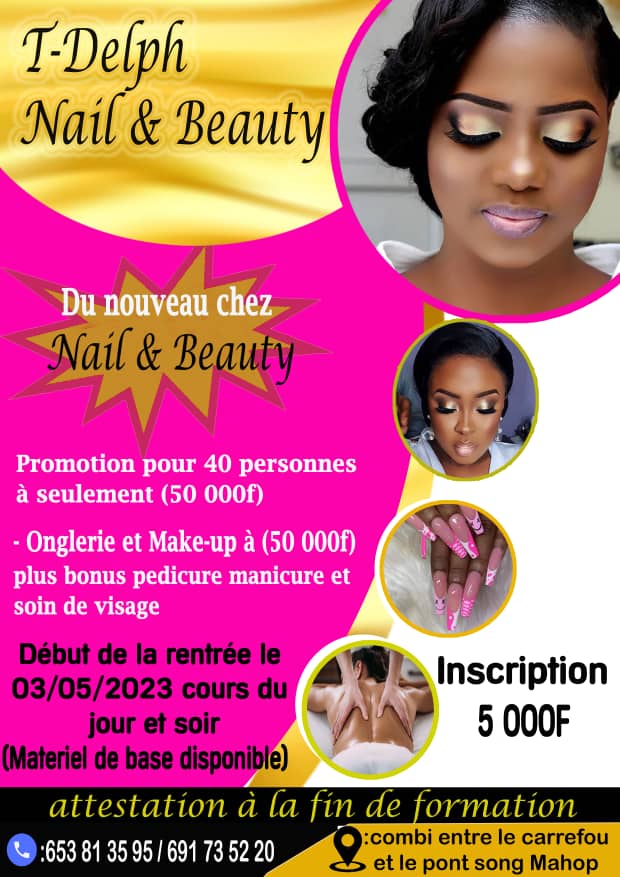 T-Delph
Nail & Beauty
Du nouveau chez
Nail & Beauty
Promotion pour 40 personnes
à seulement (50 000f)
- Onglerie et Make-up à (50 000f)
plus bonus pedicure manicure et
soin de visage
Début de la rentrée le
03/05/2023 cours du
jour et soir
(Materiel de base disponible)
Inscription
5 000F
attestation à la fin de formation
:653 81 35 95 / 691 73 52 20
:combi entre le carrefou
et le pont song Mahop